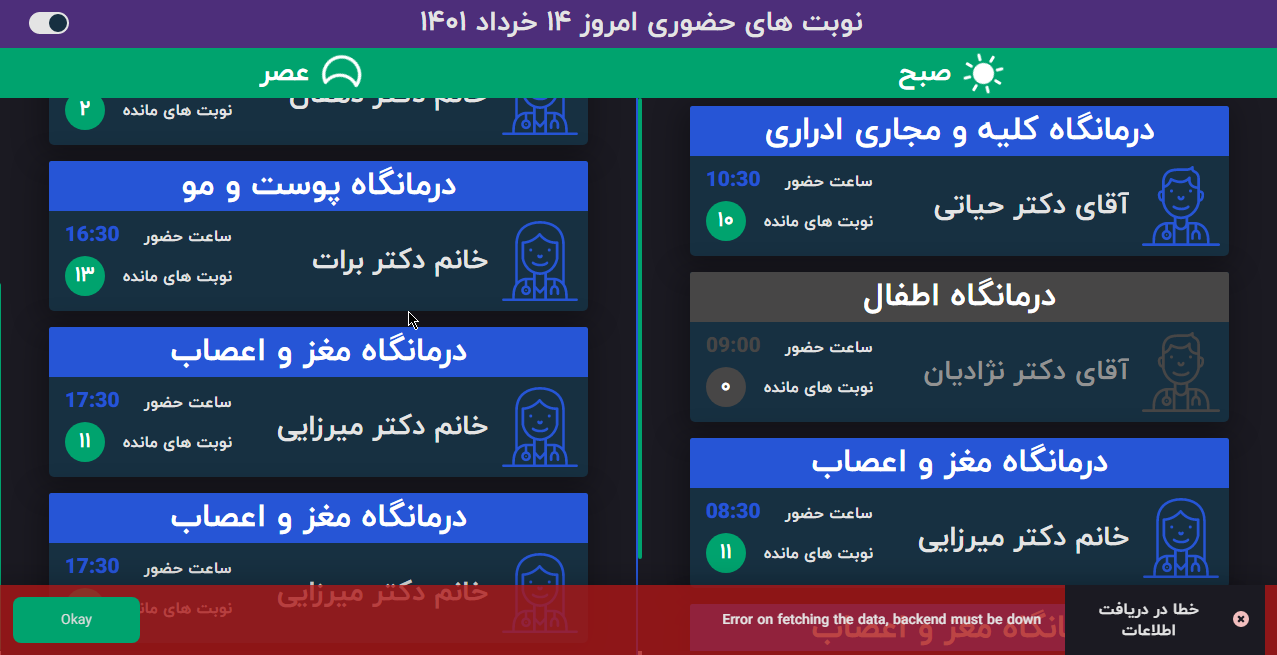 نوبت های حضوری امروز ۱۴ خرداد ۱۴۰۱
صبح
درمانگاه کلیه و مجاری ادراری
آقای دکتر حیاتی
ساعت حضور 10:30
نوبت های مانده ۱۰
درمانگاه اطفال
آقای دکتر نژادیان
ساعت حضور 09:00
نوبت های مانده ۰
درمانگاه مغز و اعصاب
خانم دکتر میرزایی
ساعت حضور 08:30
نوبت های مانده ۱۱
درمانگاه مغز و اعصاب
عصر
خانم دکتر دهقان
نوبت های مانده ۲
درمانگاه پوست و مو
خانم دکتر برات
ساعت حضور 16:30
نوبت های مانده ۱۳
درمانگاه مغز و اعصاب
خانم دکتر میرزایی
ساعت حضور 17:30
نوبت های مانده ۱۱
درمانگاه مغز و اعصاب
خانم دکتر میرزایی
ساعت حضور 17:30
نوبت های مانده
خطا در دریافت
اطلاعات
Error on fetching the data, backend must be down
Okay